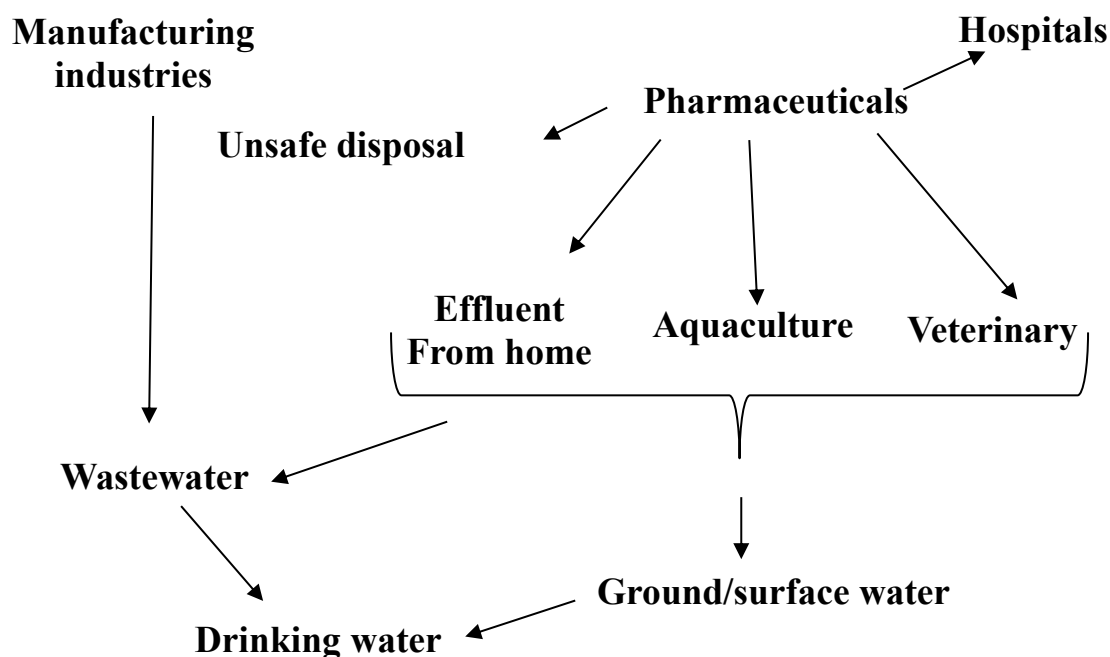 Manufacturing
industries
Hospitals
Pharmaceuticals
Unsafe disposal
Effluent
From home
Aquaculture
Veterinary
Wastewater
Ground/surface water
Drinking water